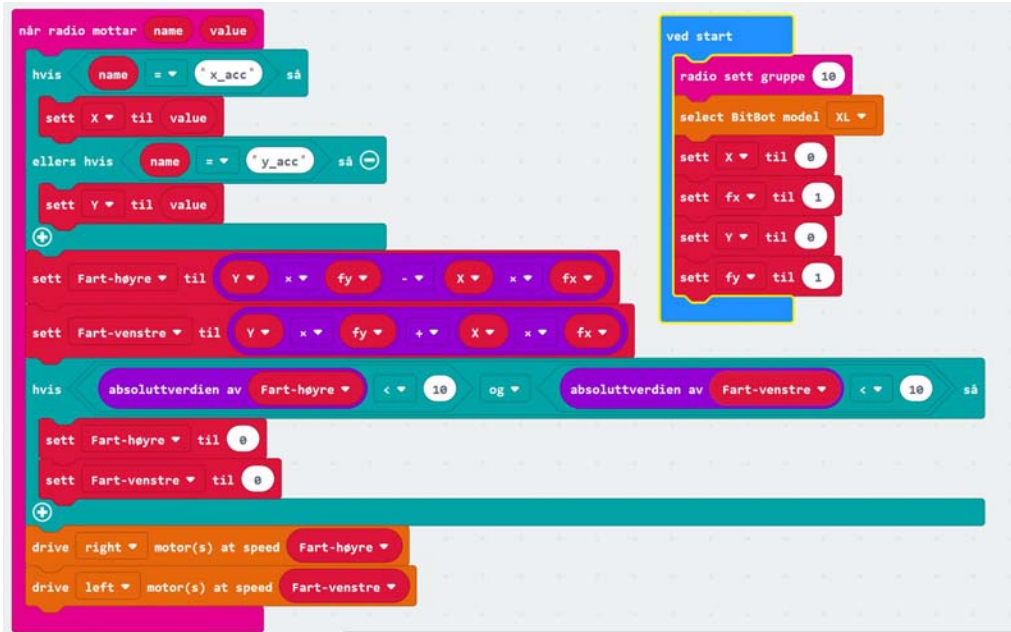 når radio mottar name value
hvis name = "x_acc" så
sett X til value
ellers hvis name = "y_acc" så
sett Y til value
sett Fart-høyre til Y × fy - X × fx
sett Fart-venstre til Y × fy + X × fx
hvis absoluttverdien av Fart-høyre < 10 og absoluttverdien av Fart-venstre < 10 så
sett Fart-høyre til 0
sett Fart-venstre til 0
drive right motor(s) at speed Fart-høyre
drive left motor(s) at speed Fart-venstre
ved start
radio sett gruppe 10
select BitBot model XL
sett X til 0
sett fx til 1
sett Y til 0
sett fy til 1